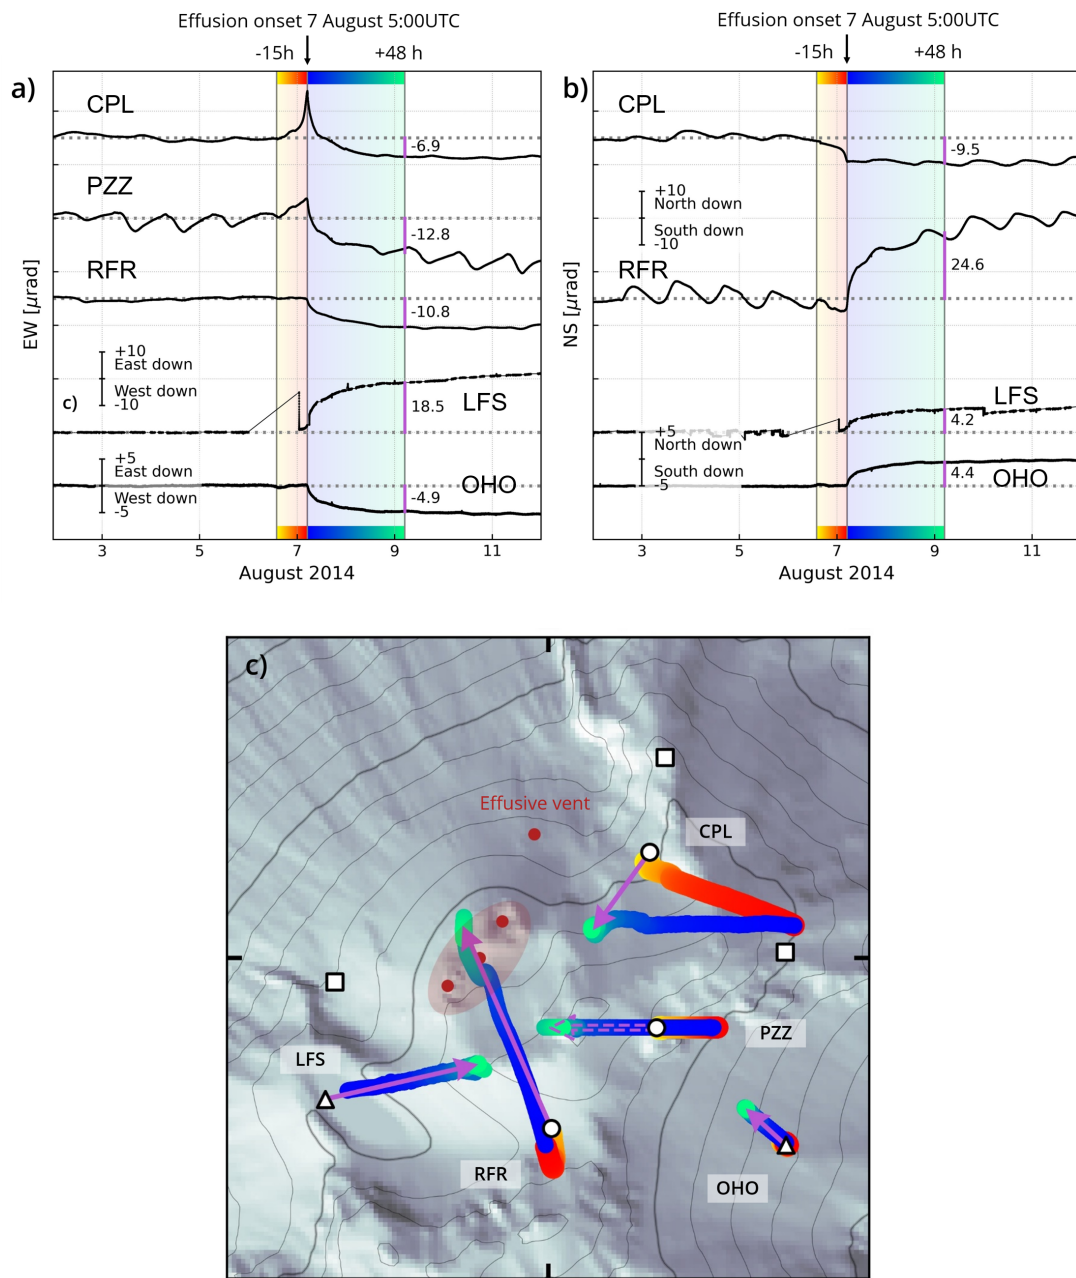 Effusion onset 7 August 5:00UTC
-15h
+48 h
a)
CPL
-6.9
PZZ
-12.8
RFR
-10.8
EW [μrad]
+10
East down
West down
-10
c)
LFS
18.5
+5
East down
West down
-5
OHO
-4.9
3 5 7 9 11
August 2014
Effusion onset 7 August 5:00UTC
-15h
+48 h
b)
CPL
-9.5
+10
North down
South down
-10
RFR
24.6
NS [μrad]
LFS
4.2
+5
North down
South down
-5
OHO
4.4
3 5 7 9 11
August 2014
c)
Effusive vent
CPL
PZZ
LFS
RFR
OHO